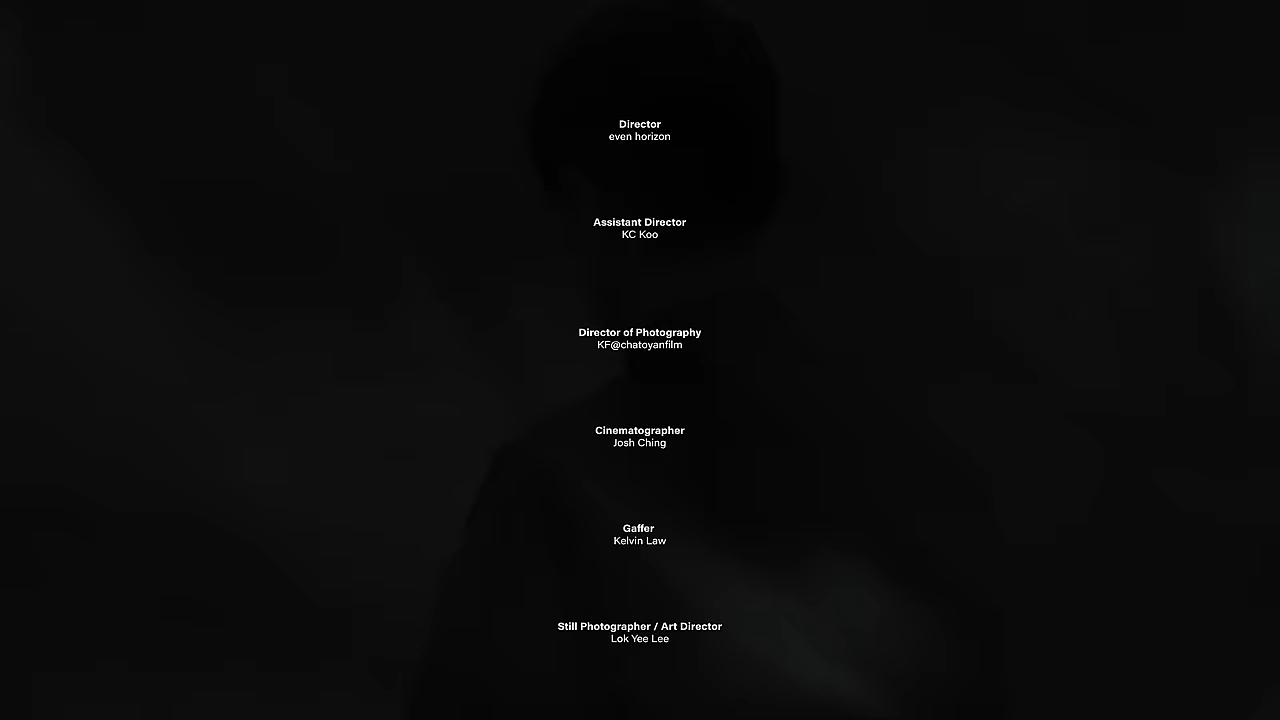 Director
even horizon
Assistant Director
KC Koo
Director of Photography
KF@chatoyanfilm
Cinematographer
Josh Ching
Gaffer
Kelvin Law
Still Photographer / Art Director
Lok Yee Lee